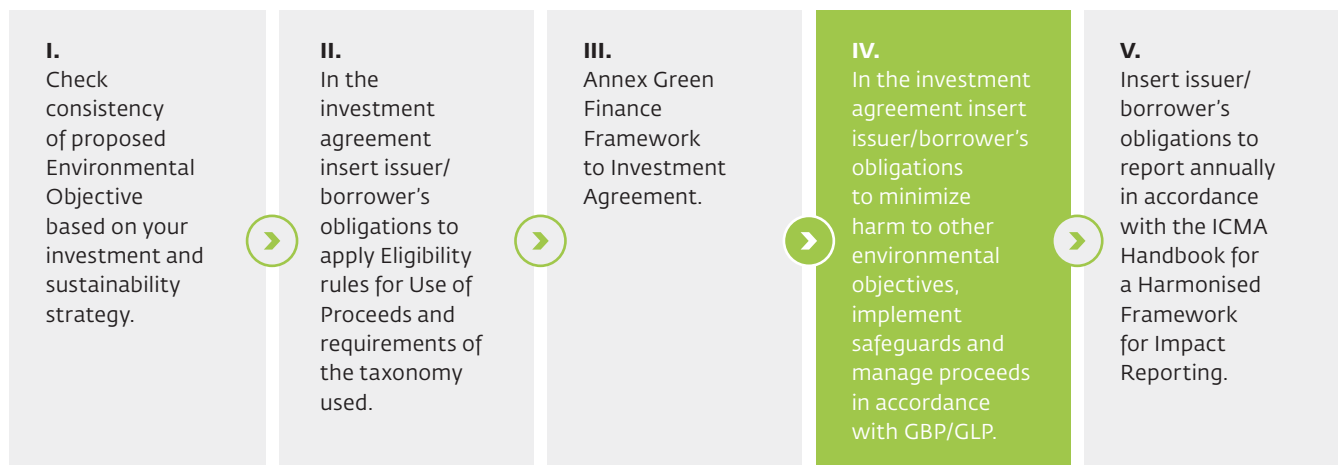 I.
Check
consistency
of proposed
Environmental
Objective
based on your
investment and
sustainability
strategy.
II.
In the
investment
agreement
insert issuer/
borrower's
obligations to
apply Eligibility
rules for Use of
Proceeds and
requirements of
the taxonomy
used.
III.
Annex Green
Finance
Framework
to Investment
Agreement.
IV.
In the investment
agreement insert
issuer/borrower's
obligations
to minimize
harm to other
environmental
objectives,
implement
safeguards and
manage proceeds
in accordance
with GBP/GLP.
V.
Insert issuer/
borrower's
obligations to
report annually
in accordance
with the ICMA
Handbook for
a Harmonised
Framework
for Impact
Reporting.